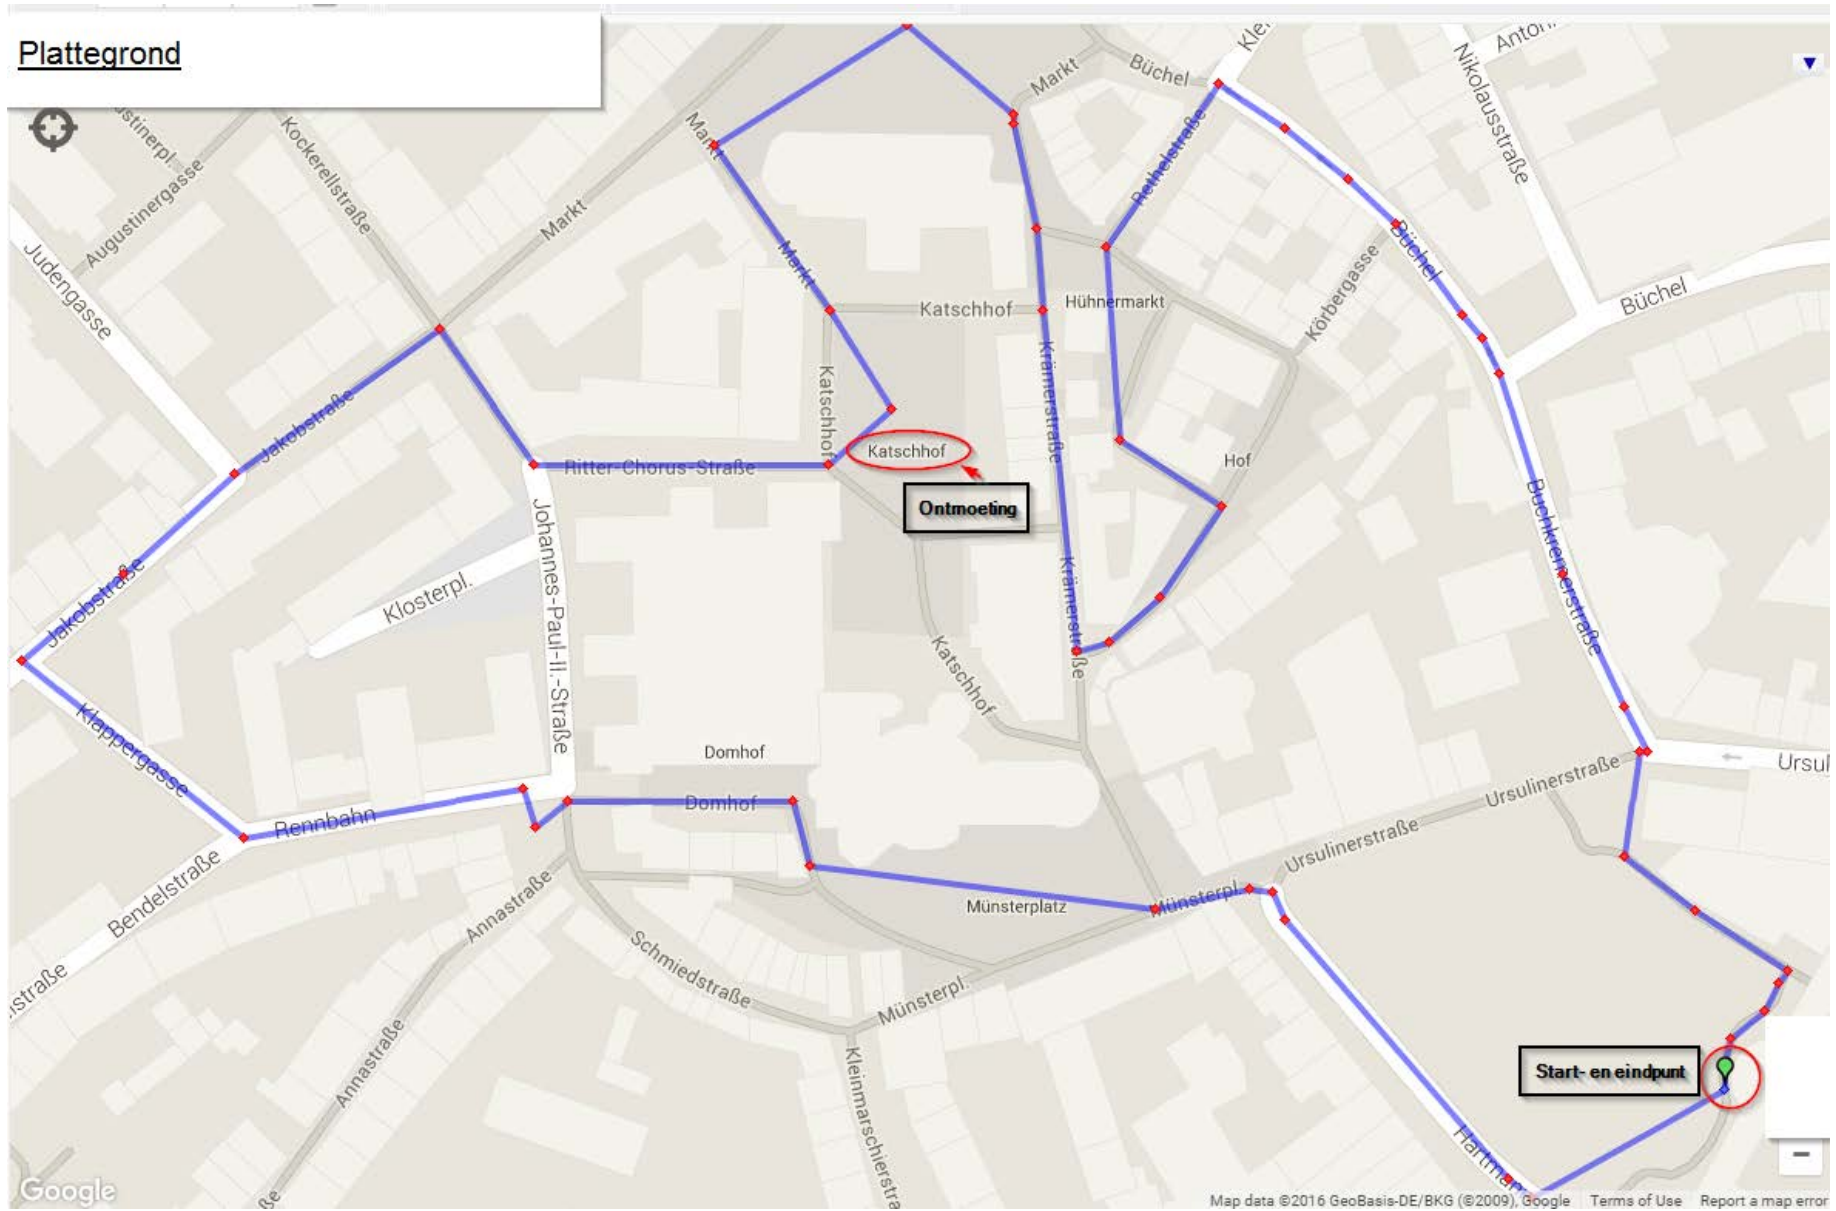 Plattegrond
Kockerellstraße
Augustinergasse
Judengasse
Markt
Markt
Markt
Markt
Büchel
Nikolausstraße
Rethelstraße
Büchel
Büchel
Körbergasse
Hühnermarkt
Katschhof
Katschhof
Katschhof
Krämerstraße
Hof
Ontmoeting
Jakobstraße
Ritter-Chorus-Straße
Jakobstraße
Klosterpl.
Johannes-Paul-II.-Straße
Krämerstraße
Katschhof
Buchkremerstraße
Klappergasse
Domhof
Domhof
Rennbahn
Ursulinerstraße
Ursulinerstraße
Bendelstraße
Annastraße
Münsterplatz
Münsterpl.
Schmiedstraße
Münsterpl.
Annastraße
Kleinmarschierstra
Start- en eindpunt
Hartman
Google
Map data ©2016 GeoBasis-DE/BKG (©2009), Google
Terms of Use
Report a map error